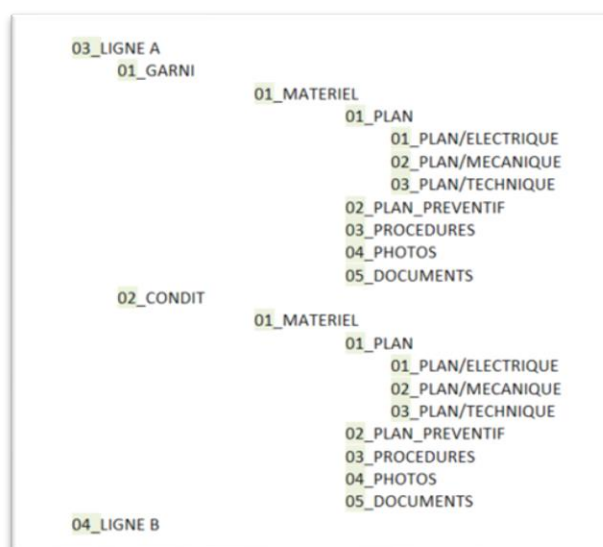 03_LIGNE A
01_GARNI
01_MATERIEL
01_PLAN
01_PLAN/ELECTRIQUE
02_PLAN/MECANIQUE
03_PLAN/TECHNIQUE
02_PLAN_PREVENTIF
03_PROCEDURES
04_PHOTOS
05_DOCUMENTS
02_CONDIT
01_MATERIEL
01_PLAN
01_PLAN/ELECTRIQUE
02_PLAN/MECANIQUE
03_PLAN/TECHNIQUE
02_PLAN_PREVENTIF
03_PROCEDURES
04_PHOTOS
05_DOCUMENTS
04_LIGNE B